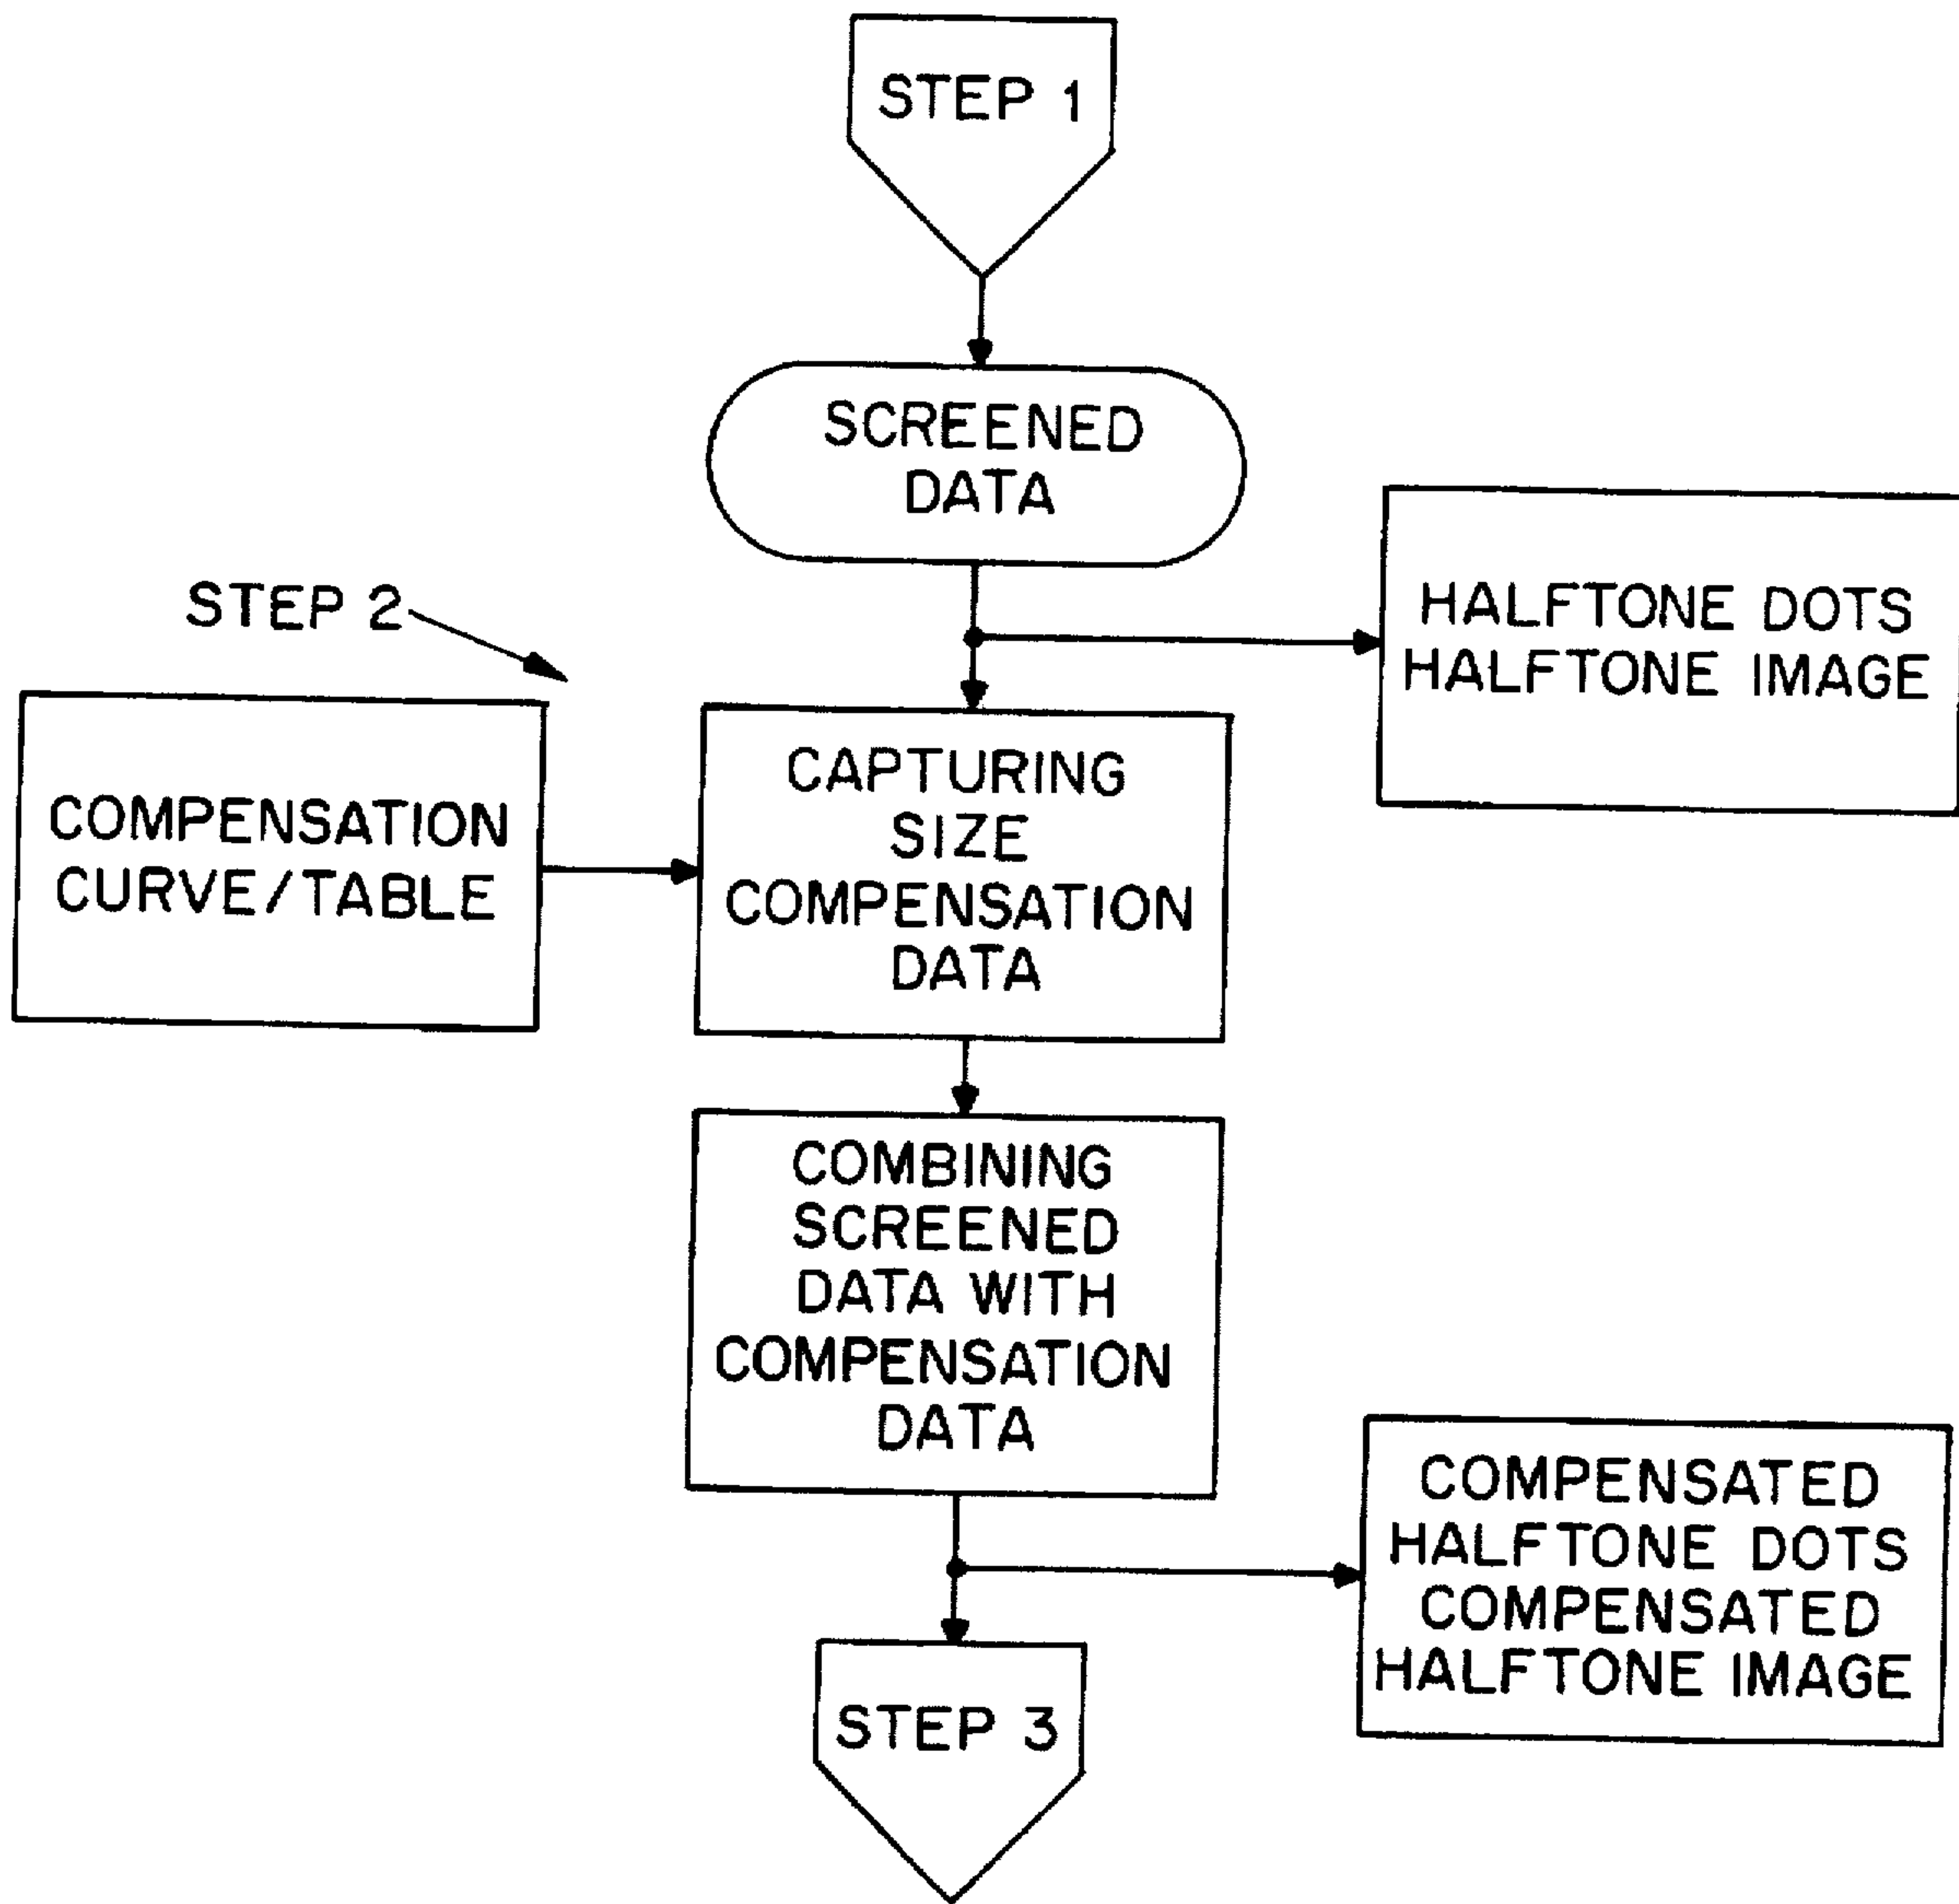 STEP 1
SCREENED
DATA
HALFTONE DOTS
HALFTONE IMAGE
STEP 2
COMPENSATION
CURVE/TABLE
CAPTURING
SIZE
COMPENSATION
DATA
COMBINING
SCREENED
DATA WITH
COMPENSATION
DATA
COMPENSATED
HALFTONE DOTS
COMPENSATED
HALFTONE IMAGE
STEP 3